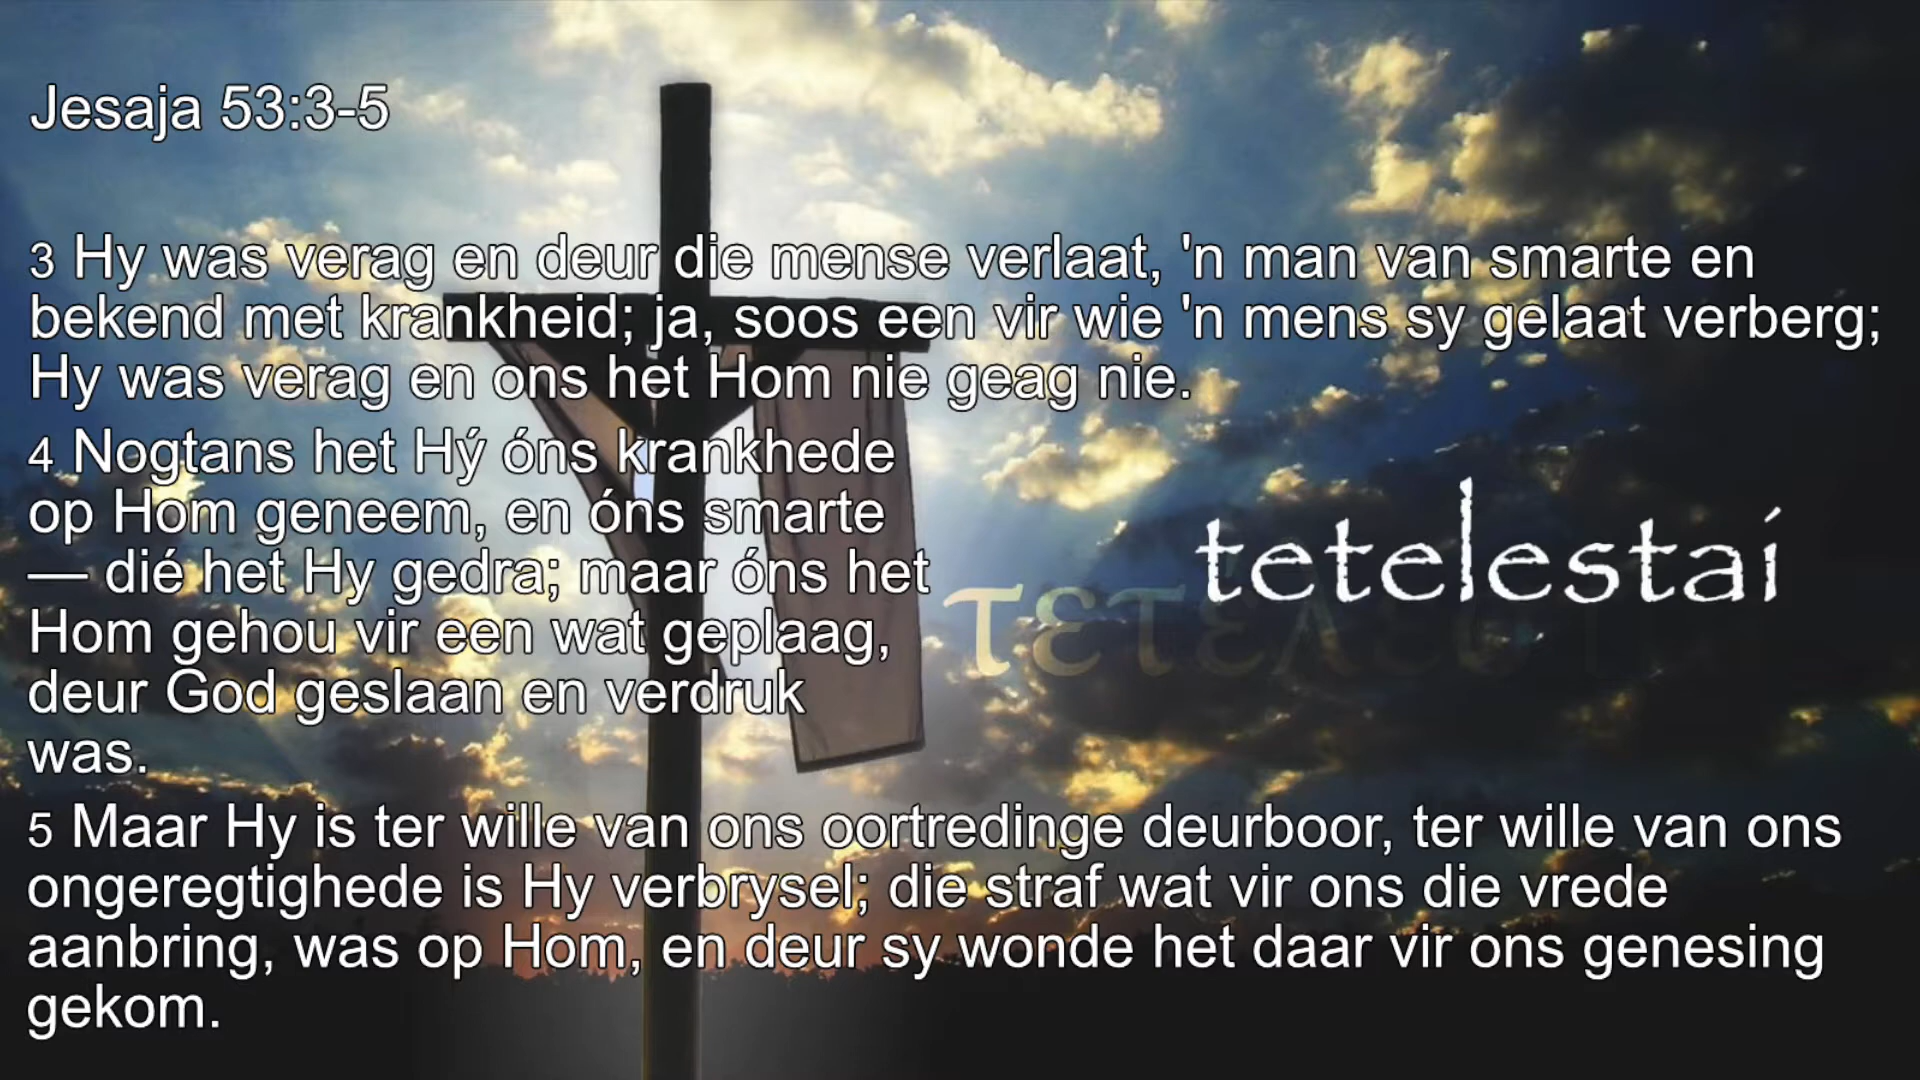 Jesaja 53:3-5
3 Hy was verag en deur die mense verlaat, 'n man van smarte en
bekend met krankheid; ja, soos een vir wie 'n mens sy gelaat verberg;
Hy was verag en ons het Hom nie geag nie.
4 Nogtans het Hý óns krankhede
op Hom geneem, en óns smarte
— dié het Hy gedra; maar óns het
Hom gehou vir een wat geplaag,
deur God geslaan en verdruk
was.
tetelestai
5 Maar Hy is ter wille van ons oortredinge deurboor, ter wille van ons
ongeregtighede is Hy verbrysel; die straf wat vir ons die vrede
aanbring, was op Hom, en deur sy wonde het daar vir ons genesing
gekom.